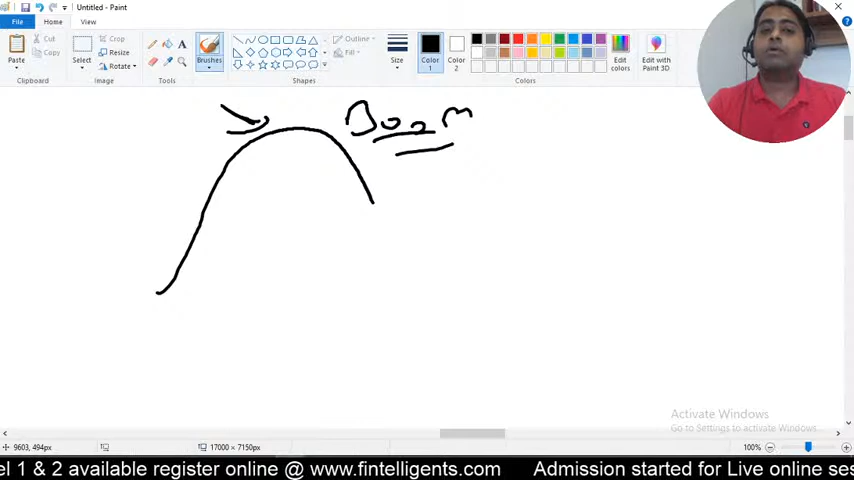 Untitled - Paint
File Home View
Cut Crop Outline
Copy Resize Fill
Paste Select Rotate Brushes Size Color 1 Color 2 Edit colors Edit with Paint 3D
Clipboard Image Tools Shapes Colors
Boom
Activate Windows
Go to Settings to activate Windows.
9603, 494px 17000 × 7150px 100%
el 1 & 2 available register online @ www.fintelligents.com Admission started for Live online ses